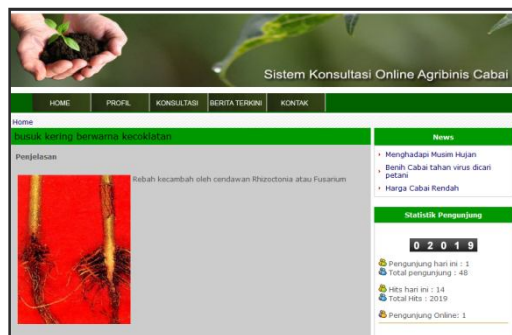 Sistem Konsultasi Online Agribinis Cabai
HOME PROFIL KONSULTASI BERITA TERKINI KONTAK
Home
busuk kering berwarna kecoklatan
Penjelasan
Rebah kecambah oleh cendawan Rhizoctonia atau Fusarium
News
Menghadapi Musim Hujan
Benih Cabai tahan virus dicari
petani
Harga Cabai Rendah
Statistik Pengunjung
0 2 0 1 9
Pengunjung hari ini : 1
Total pengunjung : 48
Hits hari ini : 14
Total Hits : 2019
Pengunjung Online: 1